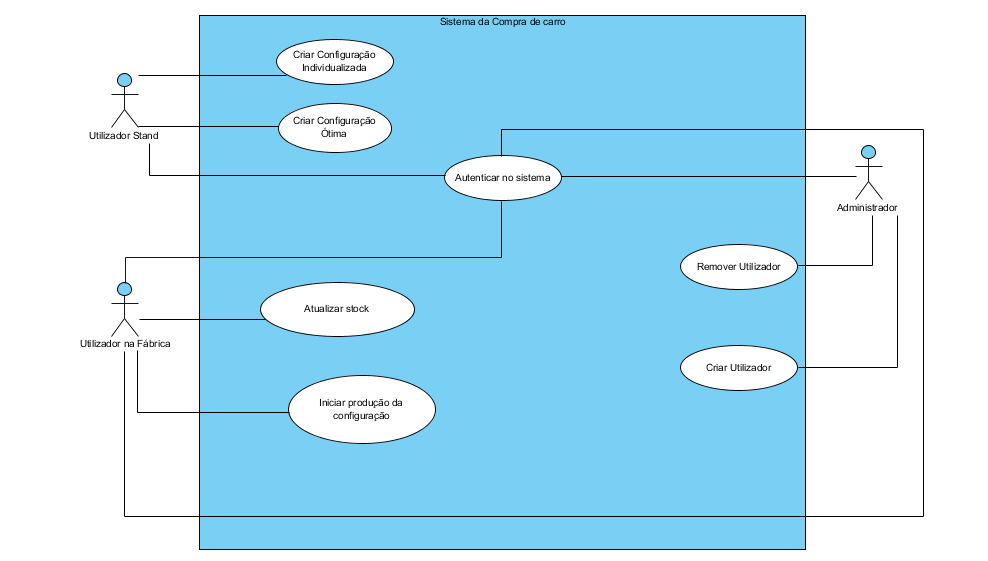 Sistema da Compra de carro
Criar Configuração
Individualizada
Utilizador Stand
Criar Configuração
Ótima
Autenticar no sistema
Administrador
Remover Utilizador
Atualizar stock
Utilizador na Fábrica
Criar Utilizador
Iniciar produção da
configuração